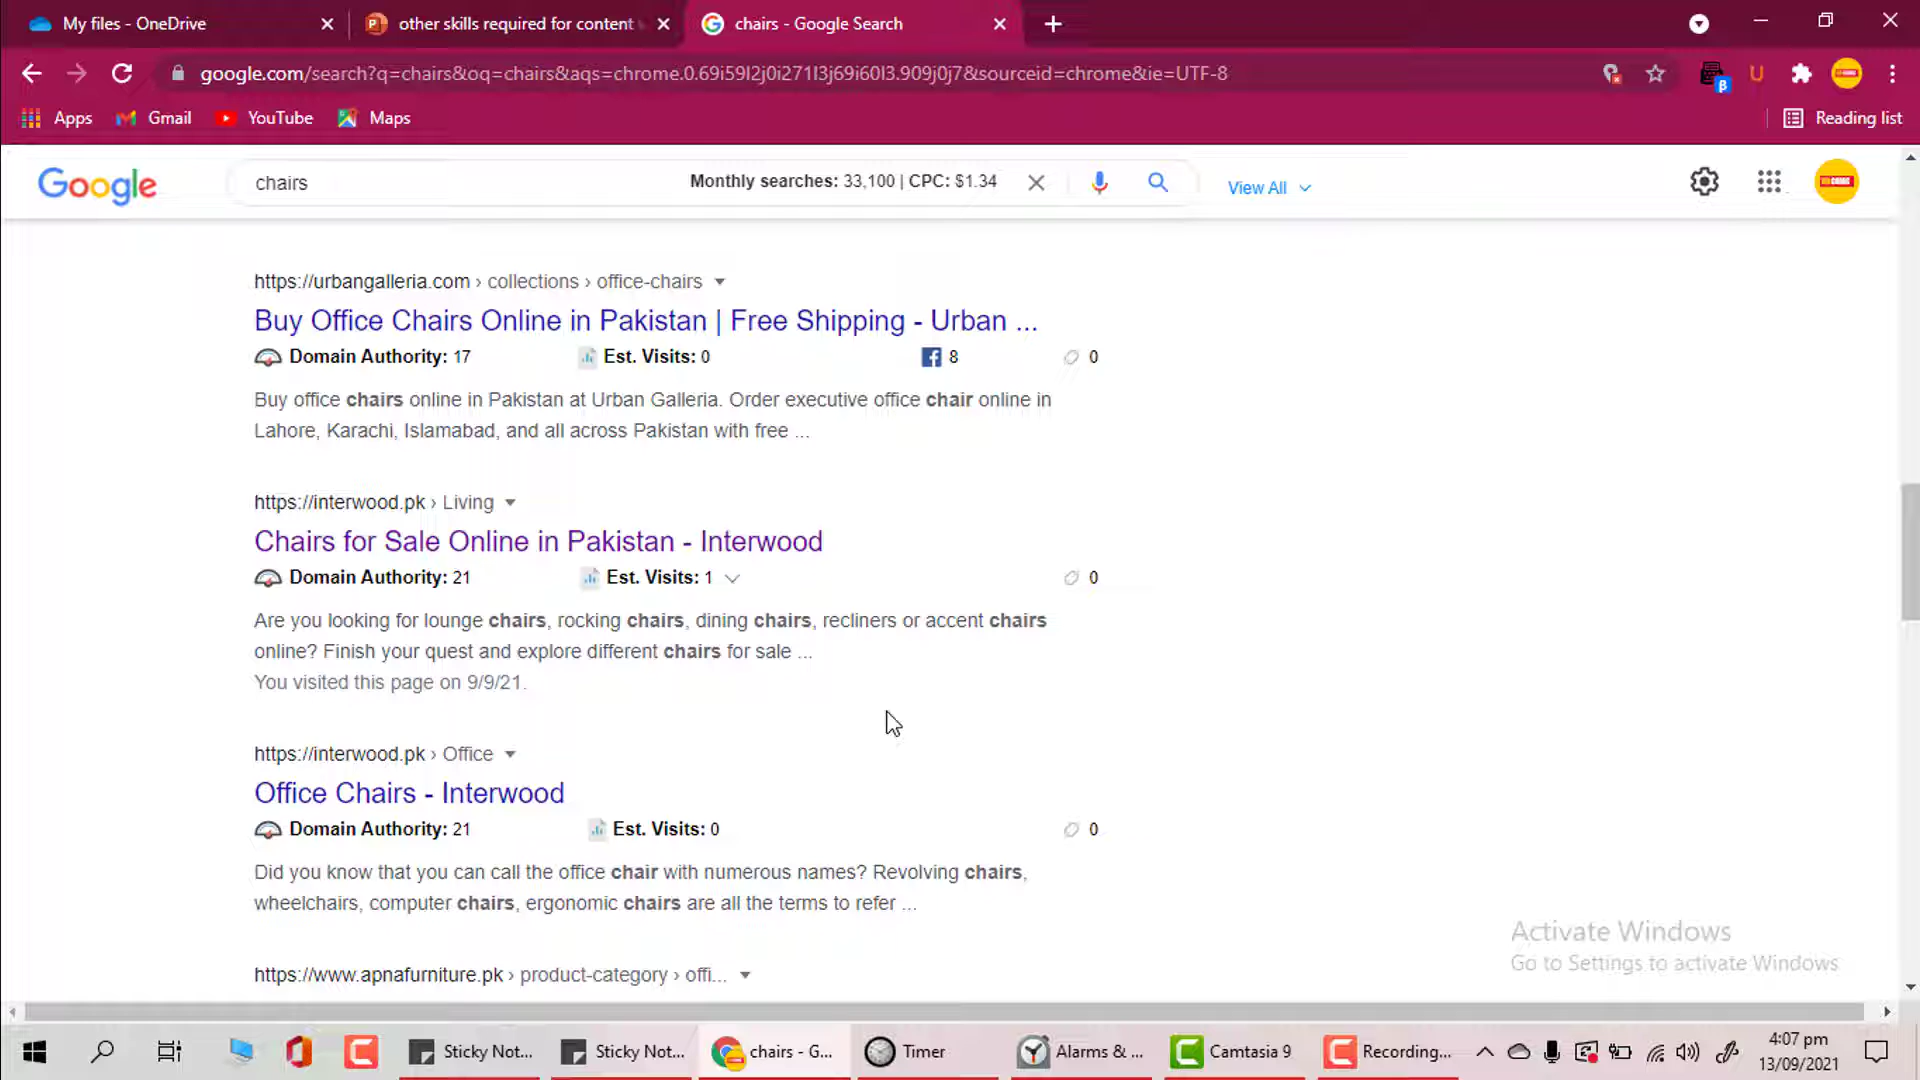 My files - OneDrive
other skills required for content
chairs - Google Search
google.com/search?q=chairs&oq=chairs&aqs=chrome.0.69i59l2j0i271l3j69i60l3.909j0j7&sourceid=chrome&ie=UTF-8
Apps
Gmail
YouTube
Maps
Reading list
Google
chairs
Monthly searches: 33,100 | CPC: $1.34
View All
https://urbangalleria.com › collections › office-chairs
Buy Office Chairs Online in Pakistan | Free Shipping - Urban ...
Domain Authority: 17
Est. Visits: 0
8
0
Buy office chairs online in Pakistan at Urban Galleria. Order executive office chair online in
Lahore, Karachi, Islamabad, and all across Pakistan with free ...
https://interwood.pk › Living
Chairs for Sale Online in Pakistan - Interwood
Domain Authority: 21
Est. Visits: 1
0
Are you looking for lounge chairs, rocking chairs, dining chairs, recliners or accent chairs
online? Finish your quest and explore different chairs for sale ...
You visited this page on 9/9/21.
https://interwood.pk › Office
Office Chairs - Interwood
Domain Authority: 21
Est. Visits: 0
0
Did you know that you can call the office chair with numerous names? Revolving chairs,
wheelchairs, computer chairs, ergonomic chairs are all the terms to refer ...
https://www.apnafurniture.pk › product-category › offi...
Activate Windows
Go to Settings to activate Windows
Sticky Not...
Sticky Not...
chairs - G...
Timer
Alarms & ...
Camtasia 9
Recording...
4:07 pm
13/09/2021